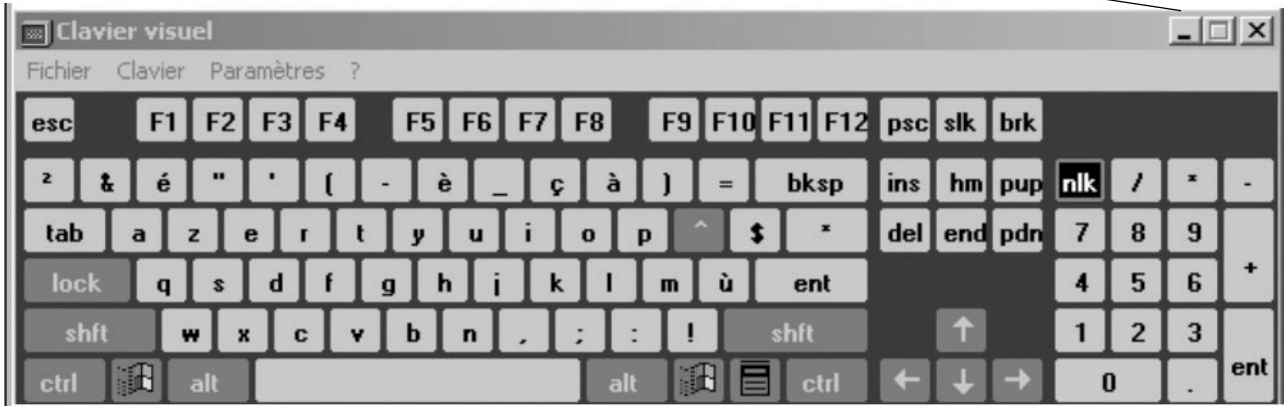 Clavier visuel
Fichier Clavier Paramètres ?
esc F1 F2 F3 F4 F5 F6 F7 F8 F9 F10 F11 F12 psc slk brk
² & é " ' ( - è _ ç à ) = bksp ins hm pup nlk / * -
tab a z e r t y u i o p ^ $ * del end pdn 7 8 9 +
lock q s d f g h j k l m ù ent 4 5 6
shft w x c v b n , ; : ! shft ↑ 1 2 3 ent
ctrl alt alt ctrl ← ↓ → 0 .